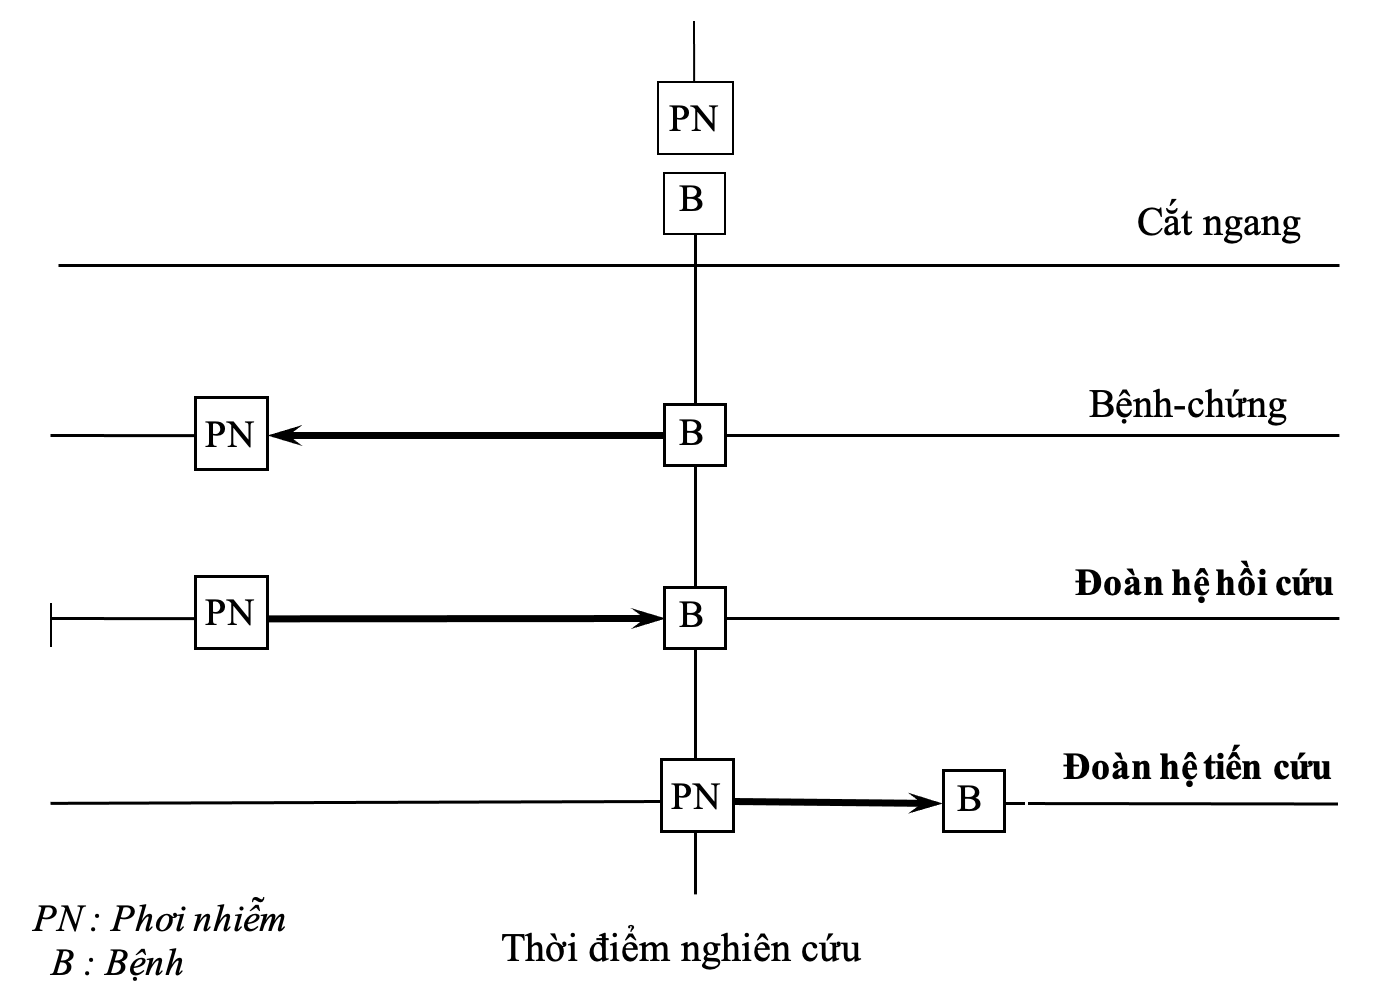 PN
B
Cắt ngang
Bệnh-chứng
PN
B
Đoàn hệ hồi cứu
PN
B
Đoàn hệ tiến cứu
PN
B
PN : Phơi nhiễm
B : Bệnh
Thời điểm nghiên cứu